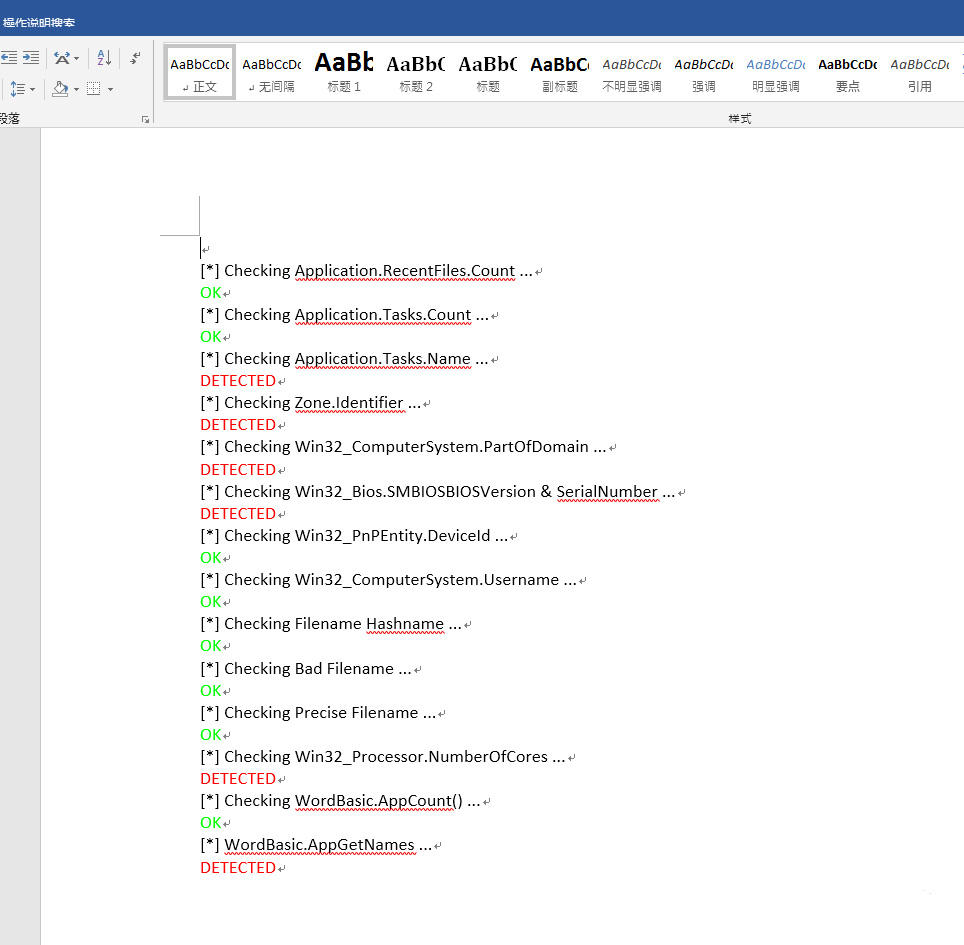 操作说明搜索
AaBbCcDc AaBbCcDc AaBb AaBbC AaBbC AaBbC AaBbCcDc AaBbCcDc AaBbCcDc AaBbCcDc AaBbCcDc
正文 无间隔 标题 1 标题 2 标题 副标题 不明显强调 强调 明显强调 要点 引用
段落 样式
[*] Checking Application.RecentFiles.Count ...
OK
[*] Checking Application.Tasks.Count ...
OK
[*] Checking Application.Tasks.Name ...
DETECTED
[*] Checking Zone.Identifier ...
DETECTED
[*] Checking Win32_ComputerSystem.PartOfDomain ...
DETECTED
[*] Checking Win32_Bios.SMBIOSBIOSVersion & SerialNumber ...
DETECTED
[*] Checking Win32_PnPEntity.DeviceId ...
OK
[*] Checking Win32_ComputerSystem.Username ...
OK
[*] Checking Filename Hashname ...
OK
[*] Checking Bad Filename ...
OK
[*] Checking Precise Filename ...
OK
[*] Checking Win32_Processor.NumberOfCores ...
DETECTED
[*] Checking WordBasic.AppCount() ...
OK
[*] WordBasic.AppGetNames ...
DETECTED